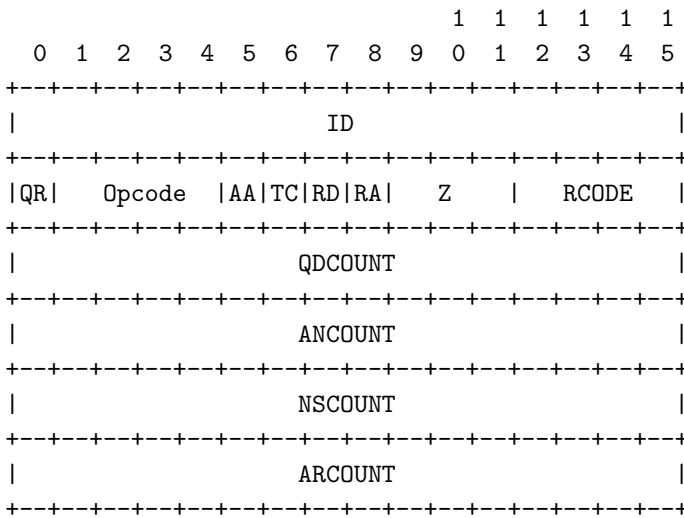 1  1  1  1  1  1
  0  1  2  3  4  5  6  7  8  9  0  1  2  3  4  5
+--+--+--+--+--+--+--+--+--+--+--+--+--+--+--+--+
|                      ID                       |
+--+--+--+--+--+--+--+--+--+--+--+--+--+--+--+--+
|QR|   Opcode  |AA|TC|RD|RA|   Z    |   RCODE   |
+--+--+--+--+--+--+--+--+--+--+--+--+--+--+--+--+
|                    QDCOUNT                    |
+--+--+--+--+--+--+--+--+--+--+--+--+--+--+--+--+
|                    ANCOUNT                    |
+--+--+--+--+--+--+--+--+--+--+--+--+--+--+--+--+
|                    NSCOUNT                    |
+--+--+--+--+--+--+--+--+--+--+--+--+--+--+--+--+
|                    ARCOUNT                    |
+--+--+--+--+--+--+--+--+--+--+--+--+--+--+--+--+